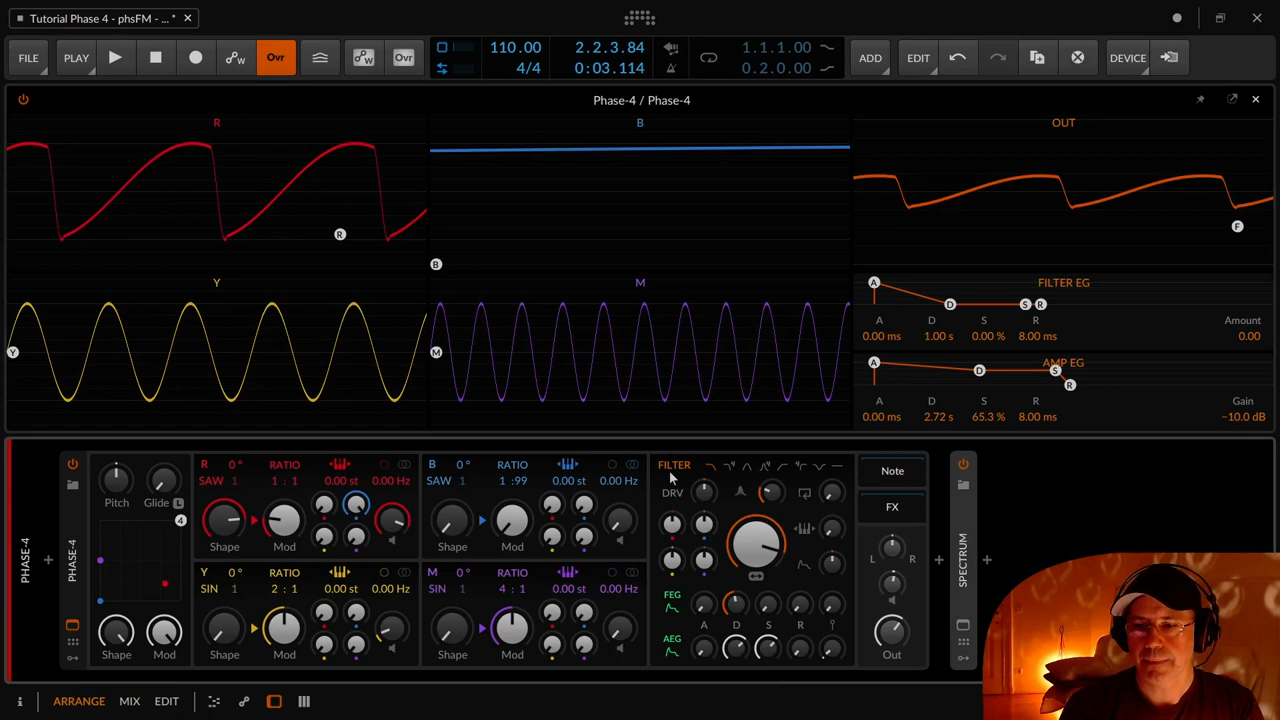 Tutorial Phase 4 - phsFM - ... *
FILE
PLAY
Ovr
Ovr
110.00
4/4
2.2.3.84
0:03.114
1.1.1.00
0.2.0.00
ADD
EDIT
DEVICE
Phase-4 / Phase-4
R
B
OUT
R
B
F
Y
M
FILTER EG
A
D
S
R
A D S R Amount
0.00 ms 1.00 s 0.00 % 8.00 ms 0.00
Y
M
AMP EG
A
D
S
R
A D S R Gain
0.00 ms 2.72 s 65.3 % 8.00 ms −10.0 dB
PHASE-4
PHASE-4
Pitch
Glide L
4
Shape
Mod
R 0° RATIO
SAW 1 1 : 1 0.00 st 0.00 Hz
Shape
Mod
B 0° RATIO
SAW 1 1 :99 0.00 st 0.00 Hz
Shape
Mod
Y 0° RATIO
SIN 1 2 : 1 0.00 st 0.00 Hz
Shape
Mod
M 0° RATIO
SIN 1 4 : 1 0.00 st 0.00 Hz
Shape
Mod
FILTER
DRV
FEG
A D S R
AEG
Note
FX
L R
Out
SPECTRUM
i
ARRANGE
MIX
EDIT